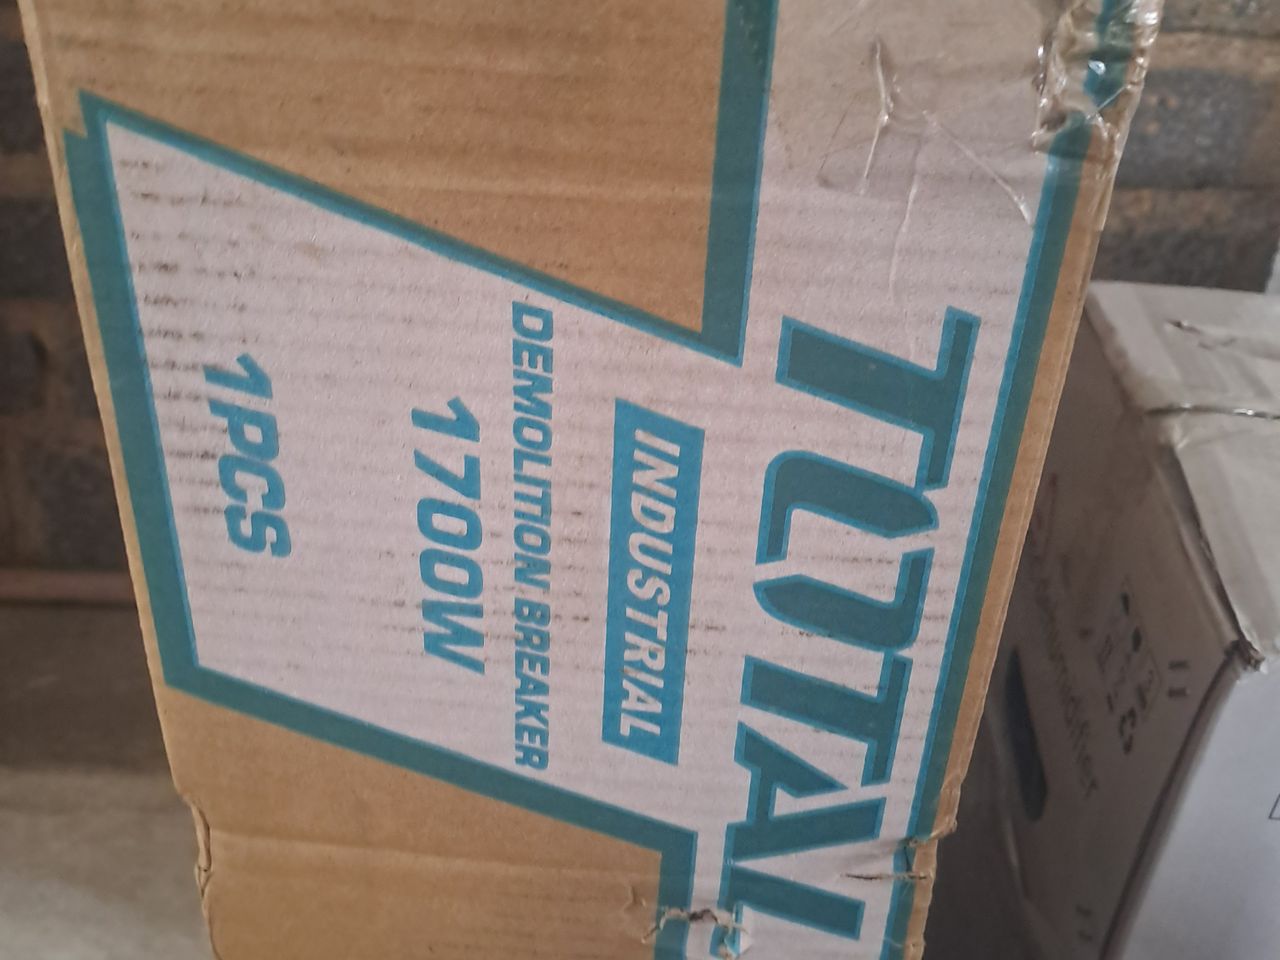 TOTAL
INDUSTRIAL
DEMOLITION BREAKER
1700W
1PCS